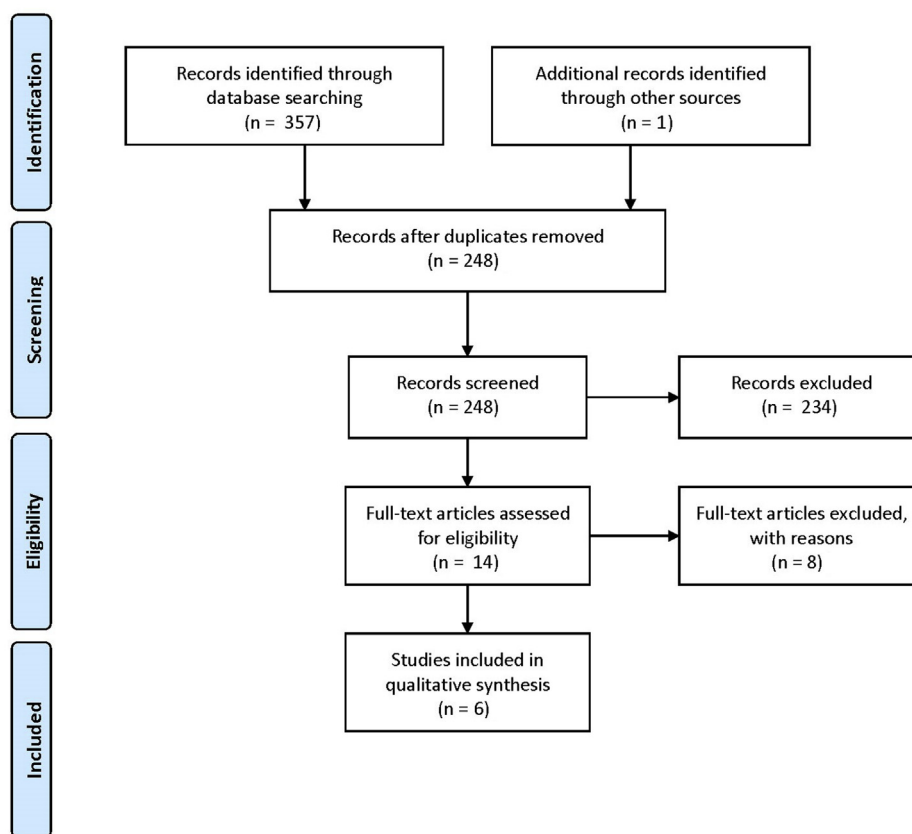 Identification
Records identified through
database searching
(n = 357)
Additional records identified
through other sources
(n = 1)
Screening
Records after duplicates removed
(n = 248)
Records screened
(n = 248)
Records excluded
(n = 234)
Eligibility
Full-text articles assessed
for eligibility
(n = 14)
Full-text articles excluded,
with reasons
(n = 8)
Included
Studies included in
qualitative synthesis
(n = 6)